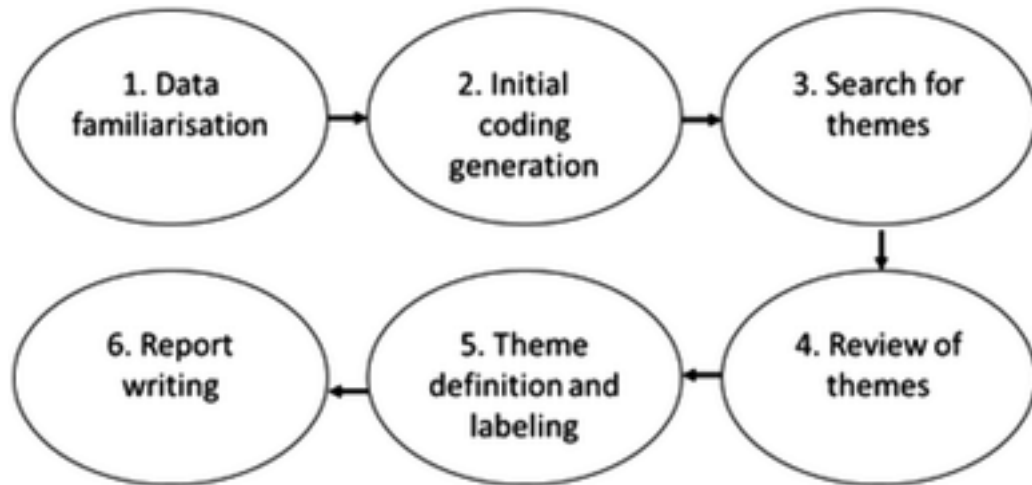 1. Data
familiarisation
2. Initial
coding
generation
3. Search for
themes
4. Review of
themes
5. Theme
definition and
labeling
6. Report
writing